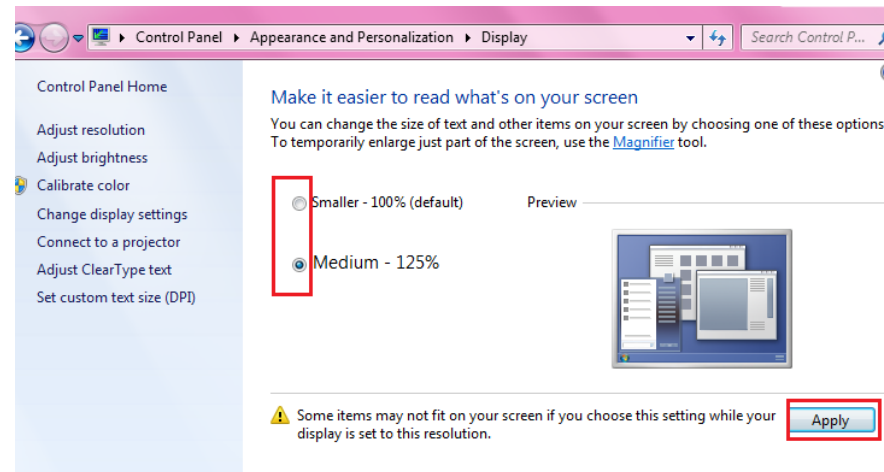 Control Panel Appearance and Personalization Display Search Control P...
Control Panel Home
Adjust resolution
Adjust brightness
Calibrate color
Change display settings
Connect to a projector
Adjust ClearType text
Set custom text size (DPI)
Make it easier to read what's on your screen
You can change the size of text and other items on your screen by choosing one of these options
To temporarily enlarge just part of the screen, use the Magnifier tool.
Smaller - 100% (default) Preview
Medium - 125%
Some items may not fit on your screen if you choose this setting while your
display is set to this resolution.
Apply